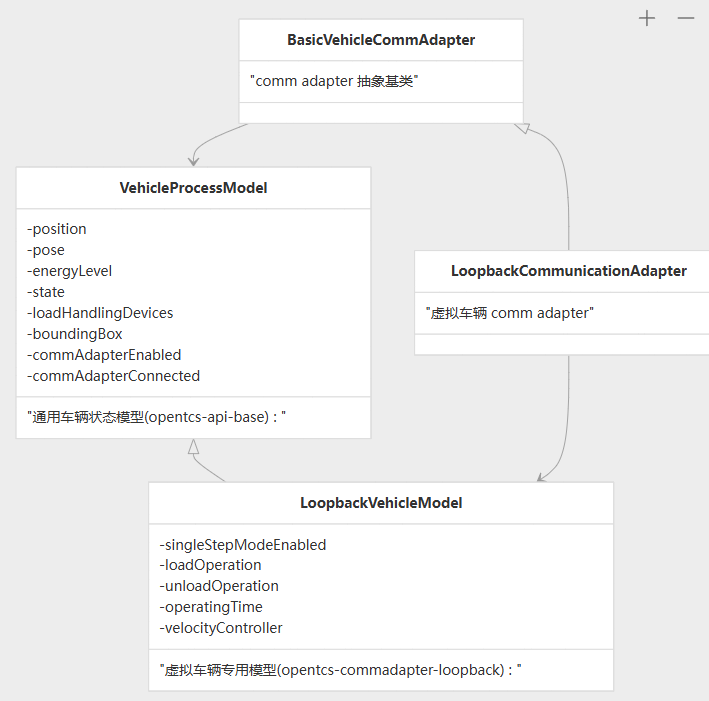 BasicVehicleCommAdapter
"comm adapter 抽象基类"
VehicleProcessModel
-position
-pose
-energyLevel
-state
-loadHandlingDevices
-boundingBox
-commAdapterEnabled
-commAdapterConnected
"通用车辆状态模型(opentcs-api-base) : "
LoopbackCommunicationAdapter
"虚拟车辆 comm adapter"
LoopbackVehicleModel
-singleStepModeEnabled
-loadOperation
-unloadOperation
-operatingTime
-velocityController
"虚拟车辆专用模型(opentcs-commadapter-loopback) : "